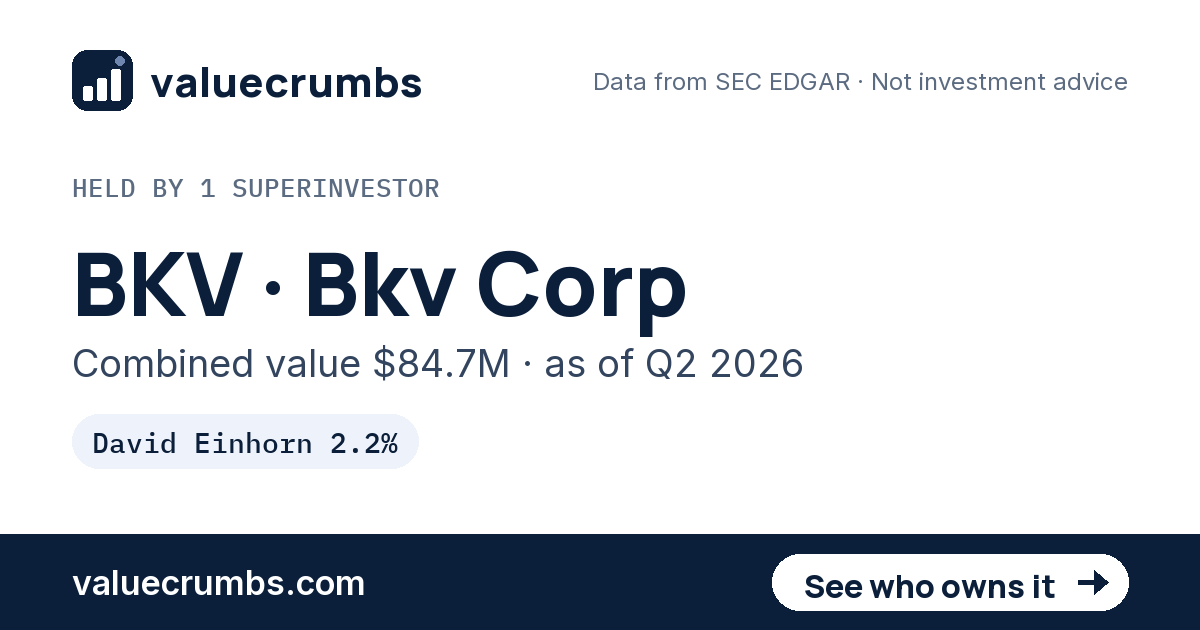 valuecrumbs
Data from SEC EDGAR · Not investment advice
HELD BY 1 SUPERINVESTOR
BKV · Bkv Corp
Combined value $84.7M · as of Q2 2026
David Einhorn 2.2%
valuecrumbs.com
See who owns it →